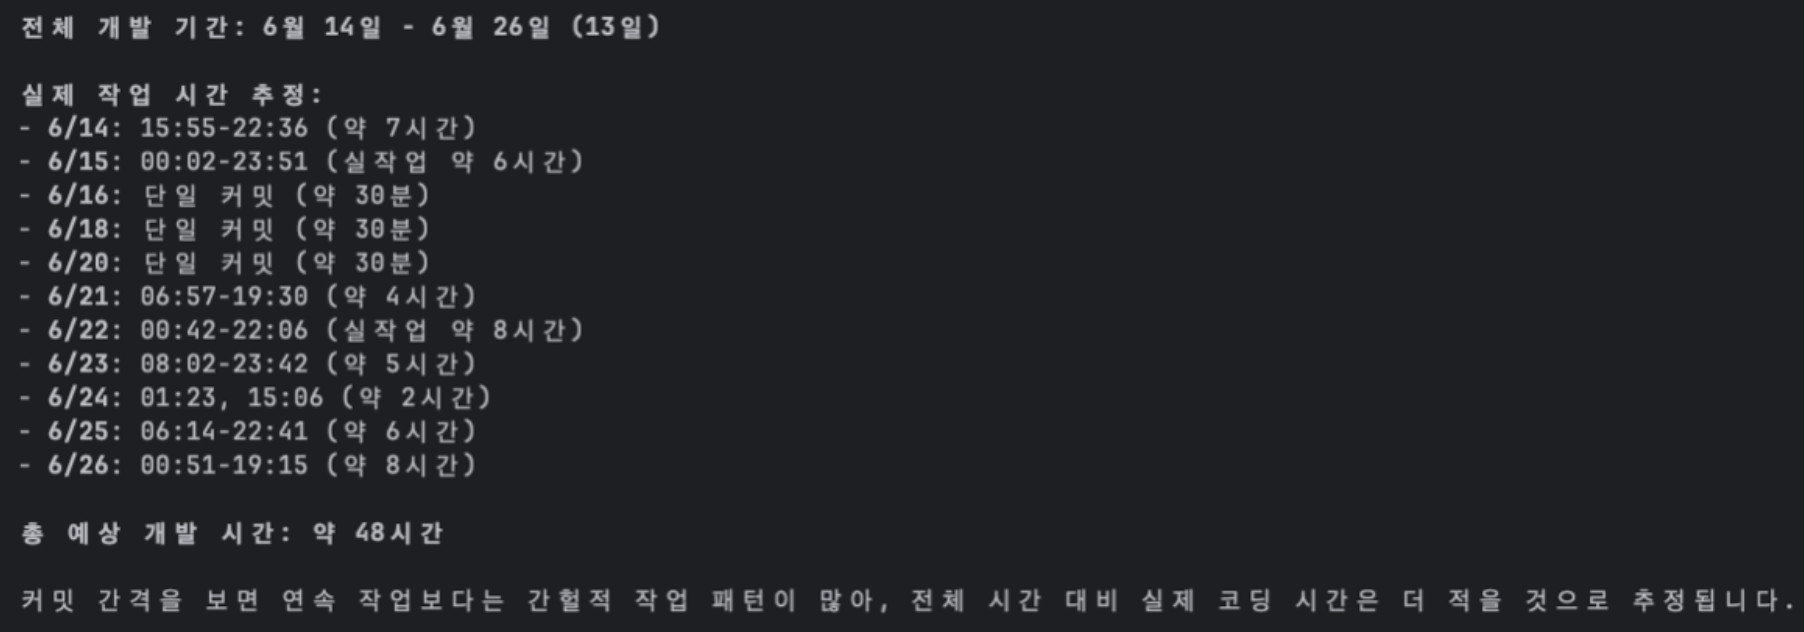 전체 개발 기간: 6월 14일 - 6월 26일 (13일)
실제 작업 시간 추정:
- 6/14: 15:55-22:36 (약 7시간)
- 6/15: 00:02-23:51 (실작업 약 6시간)
- 6/16: 단일 커밋 (약 30분)
- 6/18: 단일 커밋 (약 30분)
- 6/20: 단일 커밋 (약 30분)
- 6/21: 06:57-19:30 (약 4시간)
- 6/22: 00:42-22:06 (실작업 약 8시간)
- 6/23: 08:02-23:42 (약 5시간)
- 6/24: 01:23, 15:06 (약 2시간)
- 6/25: 06:14-22:41 (약 6시간)
- 6/26: 00:51-19:15 (약 8시간)
총 예상 개발 시간: 약 48시간
커밋 간격을 보면 연속 작업보다는 간헐적 작업 패턴이 많아, 전체 시간 대비 실제 코딩 시간은 더 적을 것으로 추정됩니다.